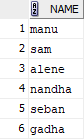 NAME
1 manu
2 sam
3 alene
4 nandha
5 seban
6 gadha